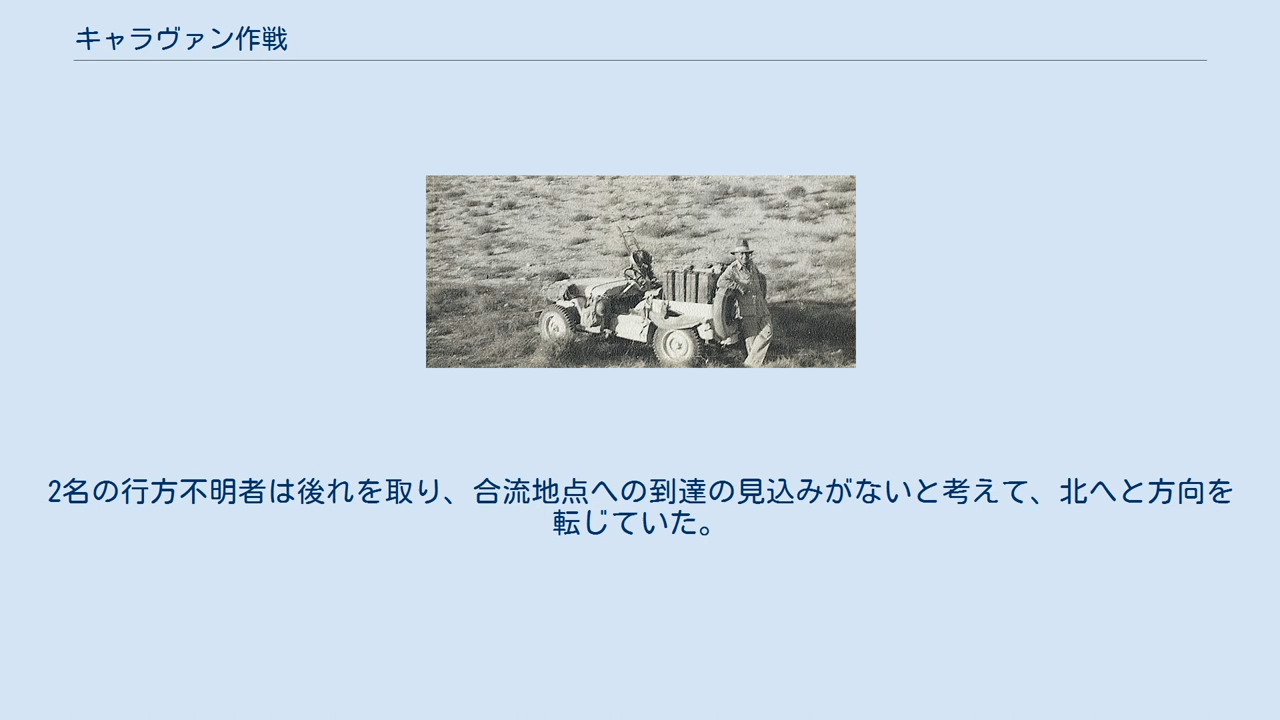 キャラヴァン作戦
2名の行方不明者は後れを取り、合流地点への到達の見込みがないと考えて、北へと方向を
転じていた。